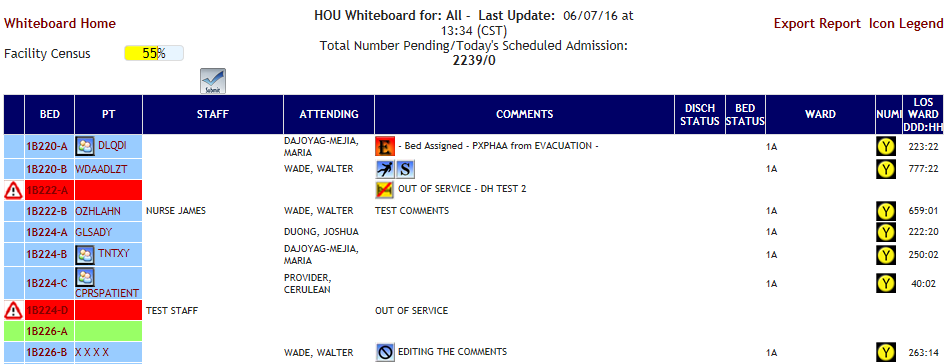 Whiteboard Home
HOU Whiteboard for: All - Last Update: 06/07/16 at
13:34 (CST)
Total Number Pending/Today's Scheduled Admission:
2239/0
Export Report Icon Legend
Facility Census 55%
Submit
BED PT STAFF ATTENDING COMMENTS DISCH STATUS BED STATUS WARD NUMI LOS WARD DDD:HH
1B220-A DLQDI DAJOYAG-MEJIA, MARIA E - Bed Assigned - PXPHAA from EVACUATION - 1A Y 223:22
1B220-B WDAADLZT WADE, WALTER S 1A Y 777:22
1B222-A OUT OF SERVICE - DH TEST 2
1B222-B OZHLAHN NURSE JAMES WADE, WALTER TEST COMMENTS 1A Y 659:01
1B224-A GLSADY DUONG, JOSHUA 1A Y 222:20
1B224-B TNTXY DAJOYAG-MEJIA, MARIA 1A Y 250:02
1B224-C CPRSPATIENT PROVIDER, CERULEAN 1A Y 40:02
1B224-D TEST STAFF OUT OF SERVICE
1B226-A
1B226-B X X X X WADE, WALTER EDITING THE COMMENTS 1A Y 263:14